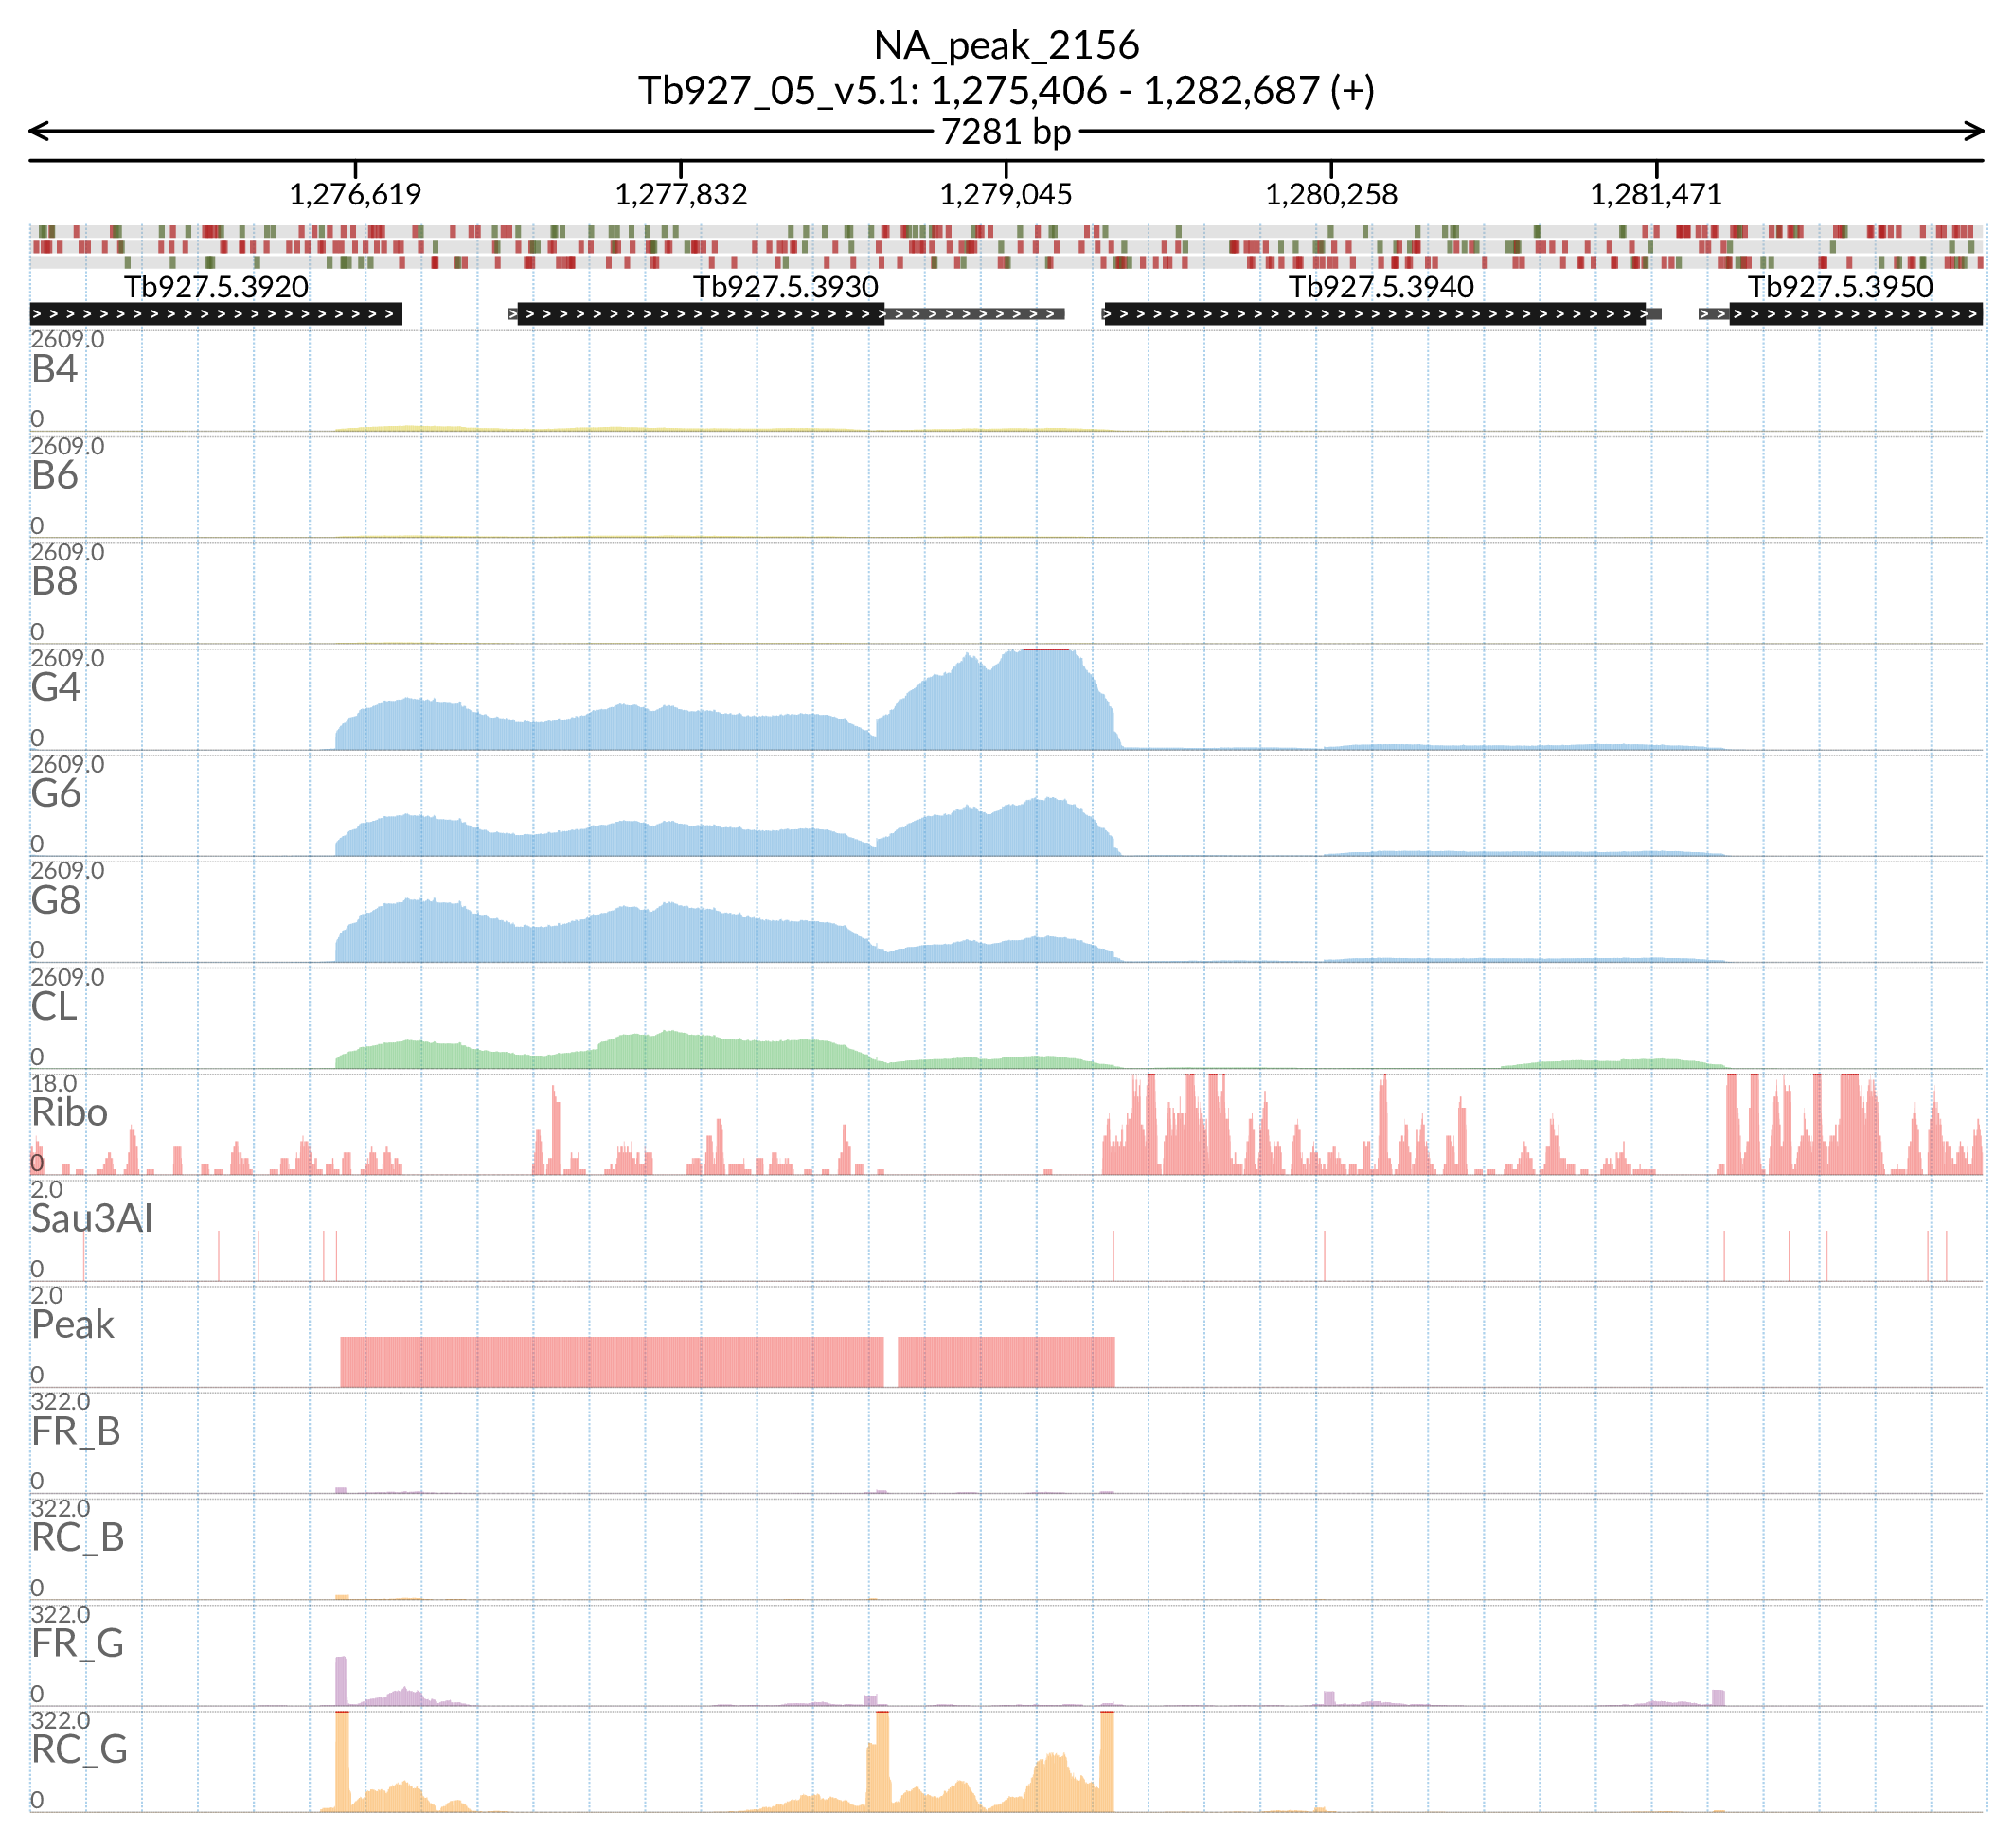 NA_peak_2156
Tb927_05_v5.1: 1,275,406 - 1,282,687 (+)
7281 bp
1,276,619 1,277,832 1,279,045 1,280,258 1,281,471
Tb927.5.3920 Tb927.5.3930 Tb927.5.3940 Tb927.5.3950
2609.0
B4
0
2609.0
B6
0
2609.0
B8
0
2609.0
G4
0
2609.0
G6
0
2609.0
G8
0
2609.0
CL
0
18.0
Ribo
0
2.0
Sau3AI
0
2.0
Peak
0
322.0
FR_B
0
322.0
RC_B
0
322.0
FR_G
0
322.0
RC_G
0